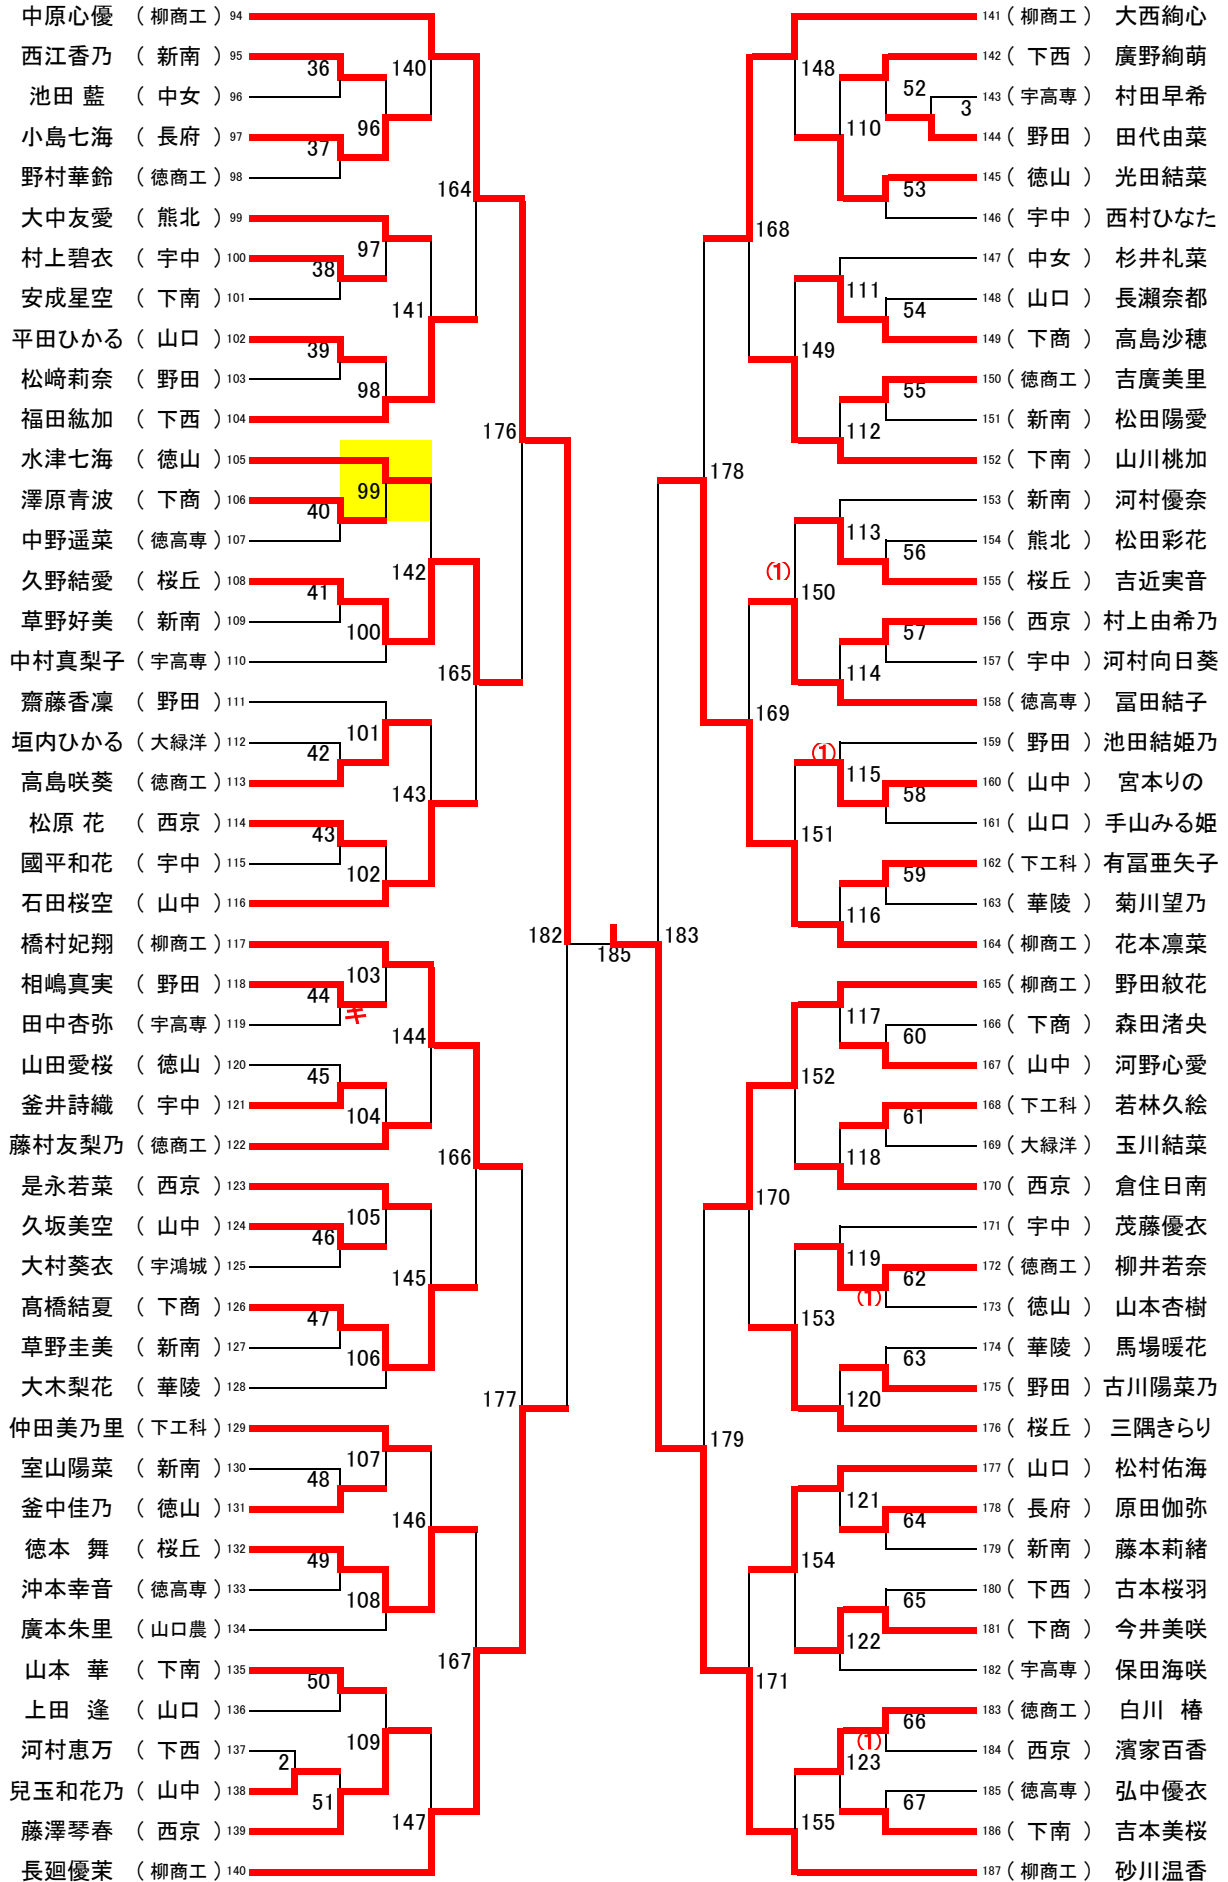 中原心優 （ 柳商工 ） 94
西江香乃 （ 新南 ） 95
池田 藍 （ 中女 ） 96
小島七海 （ 長府 ） 97
野村華鈴 （ 徳商工 ） 98
大中友愛 （ 熊北 ） 99
村上碧衣 （ 宇中 ） 100
安成星空 （ 下南 ） 101
平田ひかる （ 山口 ） 102
松﨑莉奈 （ 野田 ） 103
福田紘加 （ 下西 ） 104
水津七海 （ 徳山 ） 105
澤原青波 （ 下商 ） 106
中野遥菜 （ 徳高専 ） 107
久野結愛 （ 桜丘 ） 108
草野好美 （ 新南 ） 109
中村真梨子 （ 宇高専 ） 110
齋藤香凜 （ 野田 ） 111
垣内ひかる （ 大緑洋 ） 112
高島咲葵 （ 徳商工 ） 113
松原 花 （ 西京 ） 114
國平和花 （ 宇中 ） 115
石田桜空 （ 山中 ） 116
橋村妃翔 （ 柳商工 ） 117
相嶋真実 （ 野田 ） 118
田中杏弥 （ 宇高専 ） 119
山田愛桜 （ 徳山 ） 120
釜井詩織 （ 宇中 ） 121
藤村友梨乃 （ 徳商工 ） 122
是永若菜 （ 西京 ） 123
久坂美空 （ 山中 ） 124
大村葵衣 （ 宇鴻城 ） 125
髙橋結夏 （ 下商 ） 126
草野圭美 （ 新南 ） 127
大木梨花 （ 華陵 ） 128
仲田美乃里 （ 下工科 ） 129
室山陽菜 （ 新南 ） 130
釜中佳乃 （ 徳山 ） 131
徳本 舞 （ 桜丘 ） 132
沖本幸音 （ 徳高専 ） 133
廣本朱里 （ 山口農 ） 134
山本 華 （ 下南 ） 135
上田 逢 （ 山口 ） 136
河村恵万 （ 下西 ） 137
兒玉和花乃 （ 山中 ） 138
藤澤琴春 （ 西京 ） 139
長廻優茉 （ 柳商工 ） 140
36
37
38
39
40
41
42
43
44
キ
45
46
47
48
49
50
2
51
96
97
98
99
100
101
102
103
104
105
106
107
108
109
140
141
142
143
144
145
146
147
164
165
166
167
176
177
182
185
183
178
179
168
169
170
171
148
149
(1)
150
151
152
153
154
155
110
111
112
113
114
(1)
115
116
117
118
119
120
121
122
123
52
3
53
54
55
56
57
58
59
60
61
62
(1)
63
64
65
66
(1)
67
141 （ 柳商工 ） 大西絢心
142 （ 下西 ） 廣野絢萌
143 （ 宇高専 ） 村田早希
144 （ 野田 ） 田代由菜
145 （ 徳山 ） 光田結菜
146 （ 宇中 ） 西村ひなた
147 （ 中女 ） 杉井礼菜
148 （ 山口 ） 長瀨奈都
149 （ 下商 ） 高島沙穂
150 （ 徳商工 ） 吉廣美里
151 （ 新南 ） 松田陽愛
152 （ 下南 ） 山川桃加
153 （ 新南 ） 河村優奈
154 （ 熊北 ） 松田彩花
155 （ 桜丘 ） 吉近実音
156 （ 西京 ） 村上由希乃
157 （ 宇中 ） 河村向日葵
158 （ 徳高専 ） 冨田結子
159 （ 野田 ） 池田結姫乃
160 （ 山中 ） 宮本りの
161 （ 山口 ） 手山みる姫
162 （ 下工科 ） 有冨亜矢子
163 （ 華陵 ） 菊川望乃
164 （ 柳商工 ） 花本凛菜
165 （ 柳商工 ） 野田紋花
166 （ 下商 ） 森田渚央
167 （ 山中 ） 河野心愛
168 （ 下工科 ） 若林久絵
169 （ 大緑洋 ） 玉川結菜
170 （ 西京 ） 倉住日南
171 （ 宇中 ） 茂藤優衣
172 （ 徳商工 ） 柳井若奈
173 （ 徳山 ） 山本杏樹
174 （ 華陵 ） 馬場暖花
175 （ 野田 ） 古川陽菜乃
176 （ 桜丘 ） 三隅きらり
177 （ 山口 ） 松村佑海
178 （ 長府 ） 原田伽弥
179 （ 新南 ） 藤本莉緒
180 （ 下西 ） 古本桜羽
181 （ 下商 ） 今井美咲
182 （ 宇高専 ） 保田海咲
183 （ 徳商工 ） 白川 椿
184 （ 西京 ） 濱家百香
185 （ 徳高専 ） 弘中優衣
186 （ 下南 ） 吉本美桜
187 （ 柳商工 ） 砂川温香